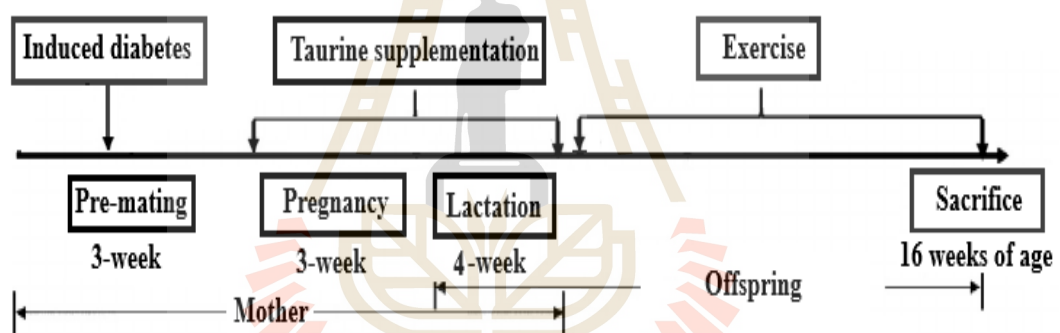 Induced diabetes
Taurine supplementation
Exercise
Pre-mating
Pregnancy
Lactation
Sacrifice
3-week
3-week
4-week
16 weeks of age
Offspring
Mother